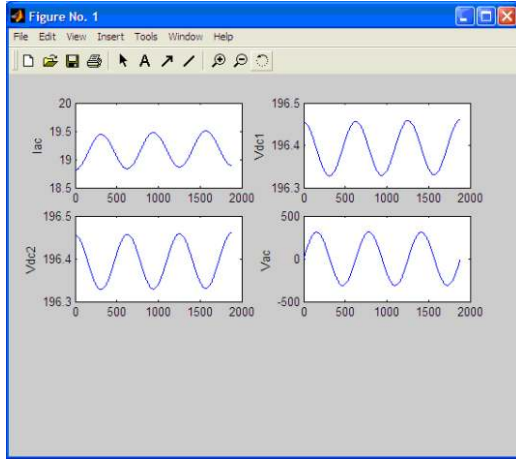 Figure No. 1
File Edit View Insert Tools Window Help
A
20
19.5
19
18.5
Iac
0 500 1000 1500 2000
196.5
196.4
196.3
Vdc1
0 500 1000 1500 2000
196.5
196.4
196.3
Vdc2
0 500 1000 1500 2000
500
0
-500
Vac
0 500 1000 1500 2000